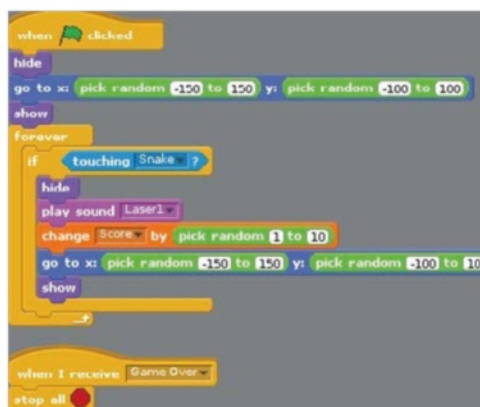 when clicked
hide
go to x: pick random -150 to 150 y: pick random -100 to 100
show
forever
if touching Snake ?
hide
play sound Laser1
change Score by pick random 1 to 10
go to x: pick random -150 to 150 y: pick random -100 to
show
when I receive Game Over
stop all